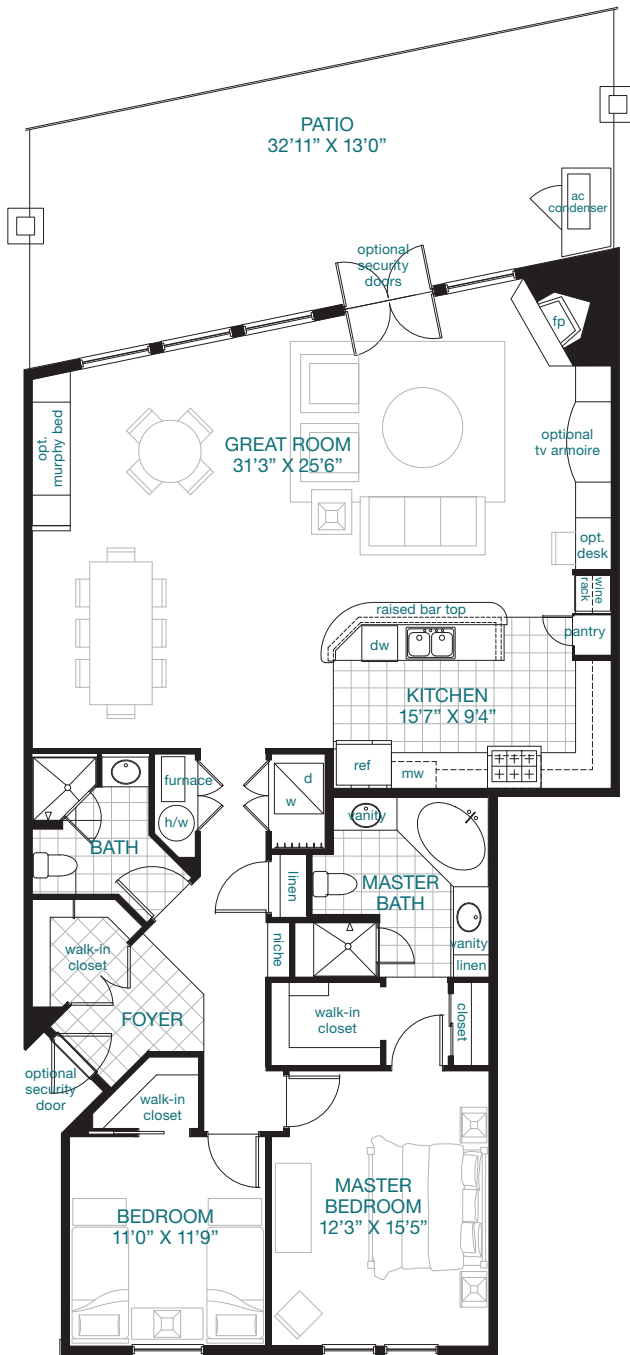 PATIO
32’11” X 13’0”
ac
condenser
optional
security
doors
fp
opt.
murphy bed
GREAT ROOM
31’3” X 25’6”
optional
tv armoire
opt.
desk
wine
rack
raised bar top
pantry
dw
KITCHEN
15’7” X 9’4”
ref
mw
furnace
d
w
h/w
vanity
BATH
linen
MASTER
BATH
walk-in
closet
niche
vanity
linen
FOYER
walk-in
closet
closet
optional
security
door
walk-in
closet
MASTER
BEDROOM
12’3” X 15’5”
BEDROOM
11’0” X 11’9”